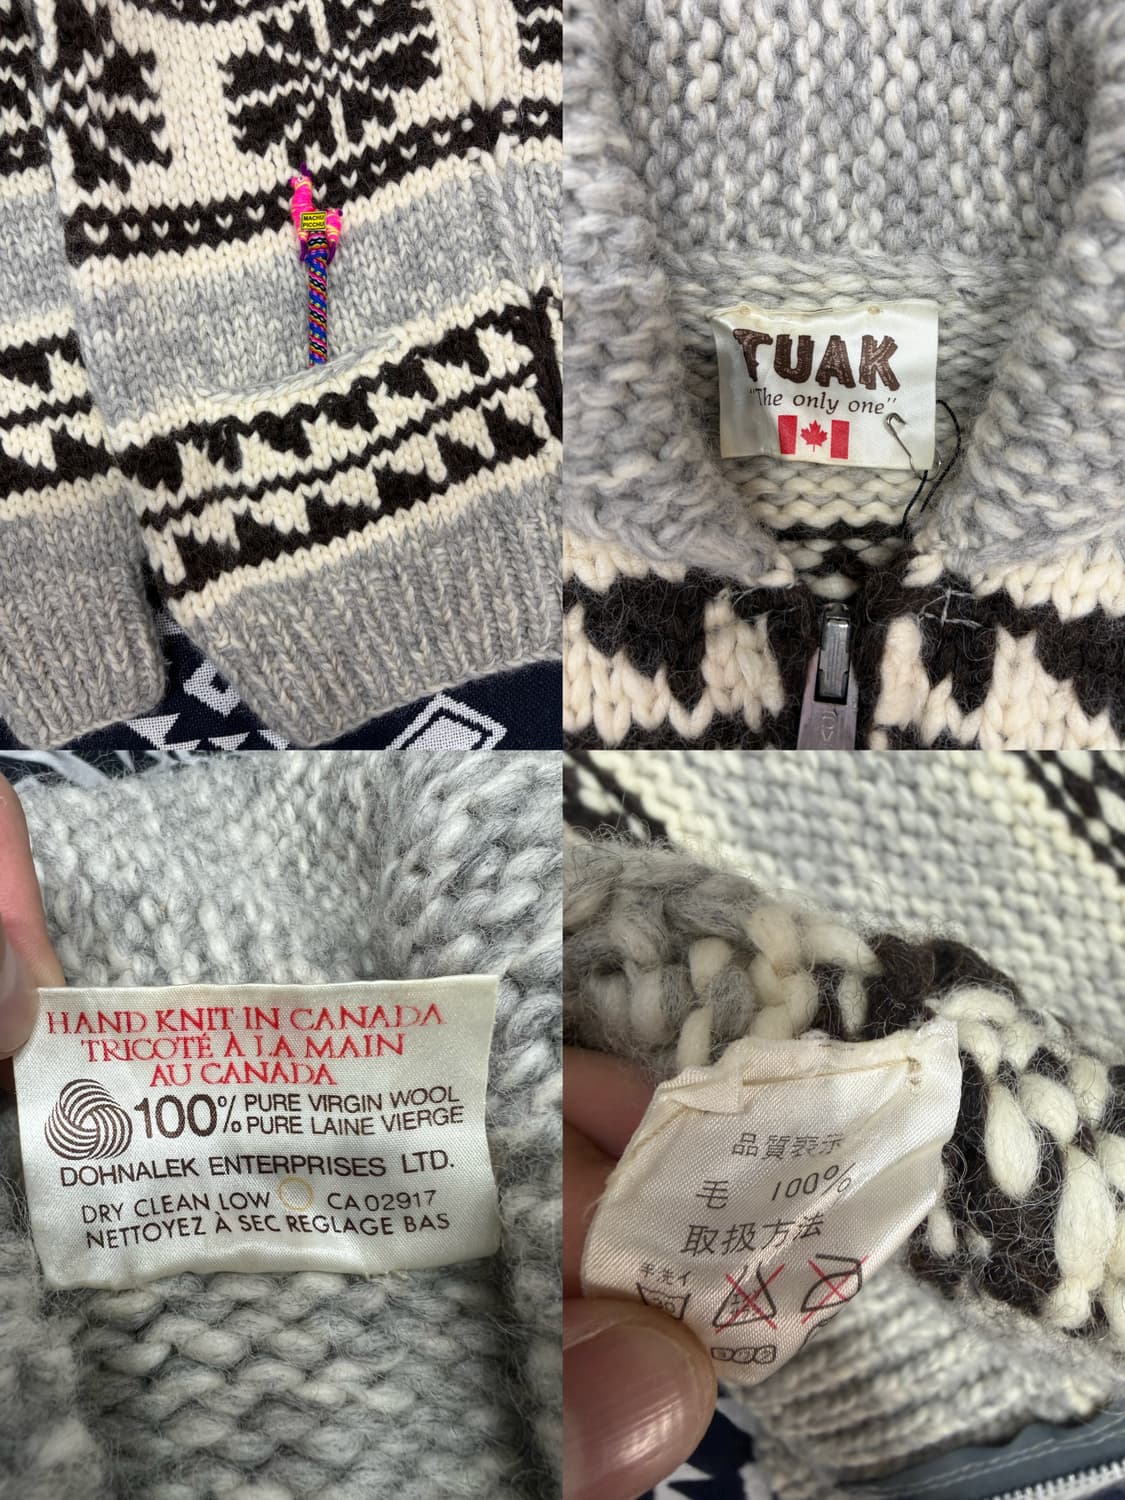 MACHU
PICCHU
TUAK
"The only one"
HAND KNIT IN CANADA
TRICOTÉ À LA MAIN
AU CANADA
100% PURE VIRGIN WOOL
PURE LAINE VIERGE
DOHNALEK ENTERPRISES LTD.
DRY CLEAN LOW CA02917
NETTOYEZ À SEC REGLAGE BAS
品質表示
毛 100%
取扱方法